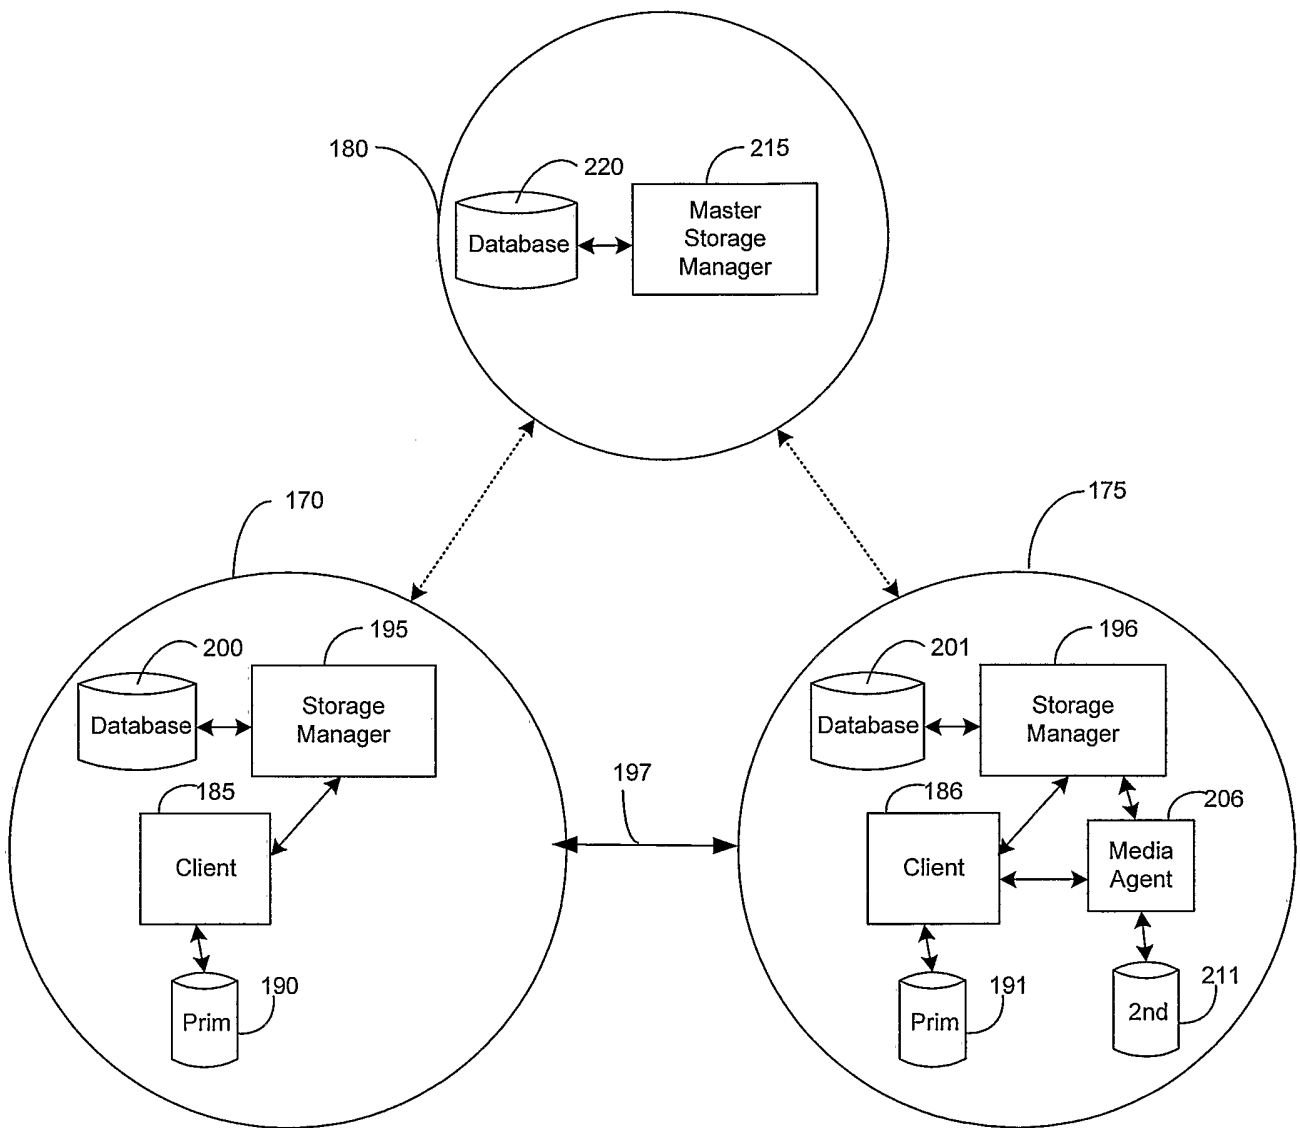 180
220
215
Database
Master
Storage
Manager
170
175
200
195
Database
Storage
Manager
201
196
Database
Storage
Manager
197
185
Client
186
Client
206
Media
Agent
190
Prim
191
Prim
211
2nd